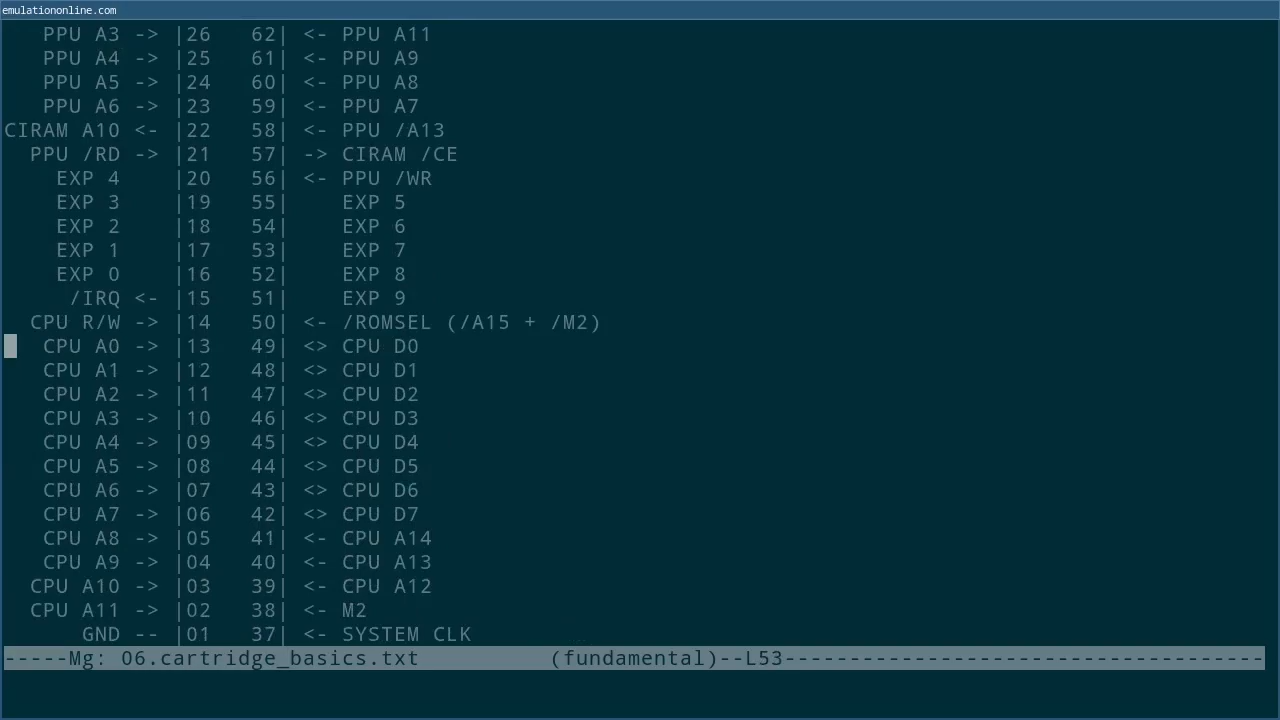 emulationonline.com
PPU A3 -> |26   62| <- PPU A11
PPU A4 -> |25   61| <- PPU A9
PPU A5 -> |24   60| <- PPU A8
PPU A6 -> |23   59| <- PPU A7
CIRAM A10 <- |22   58| <- PPU /A13
PPU /RD -> |21   57| -> CIRAM /CE
EXP 4    |20   56| <- PPU /WR
EXP 3    |19   55|    EXP 5
EXP 2    |18   54|    EXP 6
EXP 1    |17   53|    EXP 7
EXP 0    |16   52|    EXP 8
/IRQ <- |15   51|    EXP 9
CPU R/W -> |14   50| <- /ROMSEL (/A15 + /M2)
CPU A0 -> |13   49| <> CPU D0
CPU A1 -> |12   48| <> CPU D1
CPU A2 -> |11   47| <> CPU D2
CPU A3 -> |10   46| <> CPU D3
CPU A4 -> |09   45| <> CPU D4
CPU A5 -> |08   44| <> CPU D5
CPU A6 -> |07   43| <> CPU D6
CPU A7 -> |06   42| <> CPU D7
CPU A8 -> |05   41| <- CPU A14
CPU A9 -> |04   40| <- CPU A13
CPU A10 -> |03   39| <- CPU A12
CPU A11 -> |02   38| <- M2
GND -- |01   37| <- SYSTEM CLK
-----Mg: 06.cartridge_basics.txt          (fundamental)--L53-------------------------------------